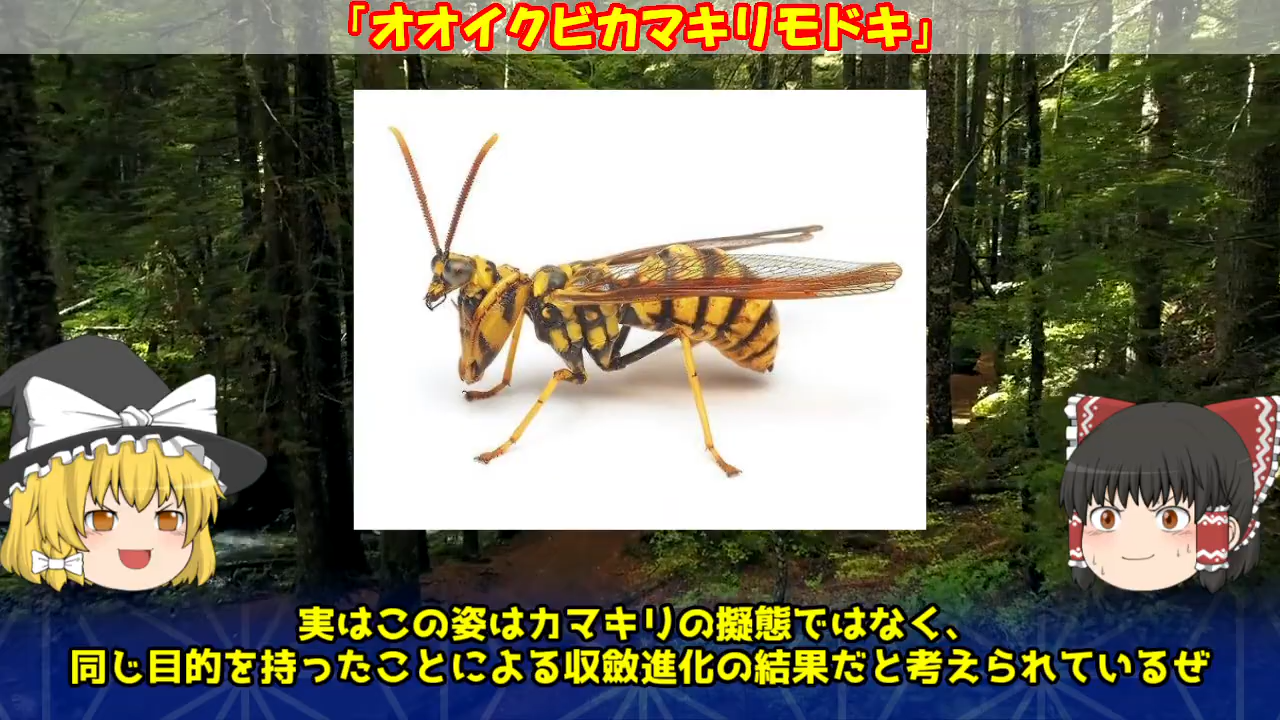 「オオイクビカマキリモドキ」
実はこの姿はカマキリの擬態ではなく、
同じ目的を持ったことによる収斂進化の結果だと考えられているぜ